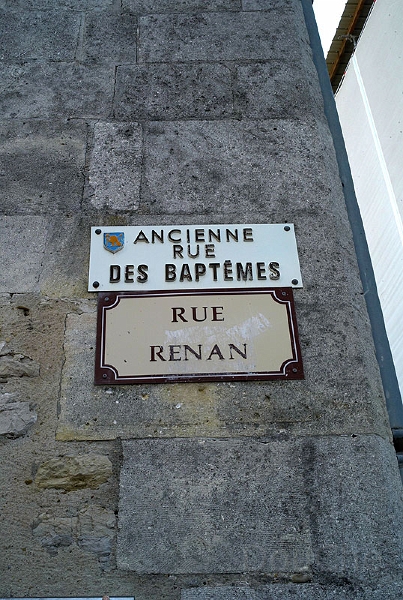 ANCIENNE
RUE
DES BAPTÊMES
RUE
RENAN